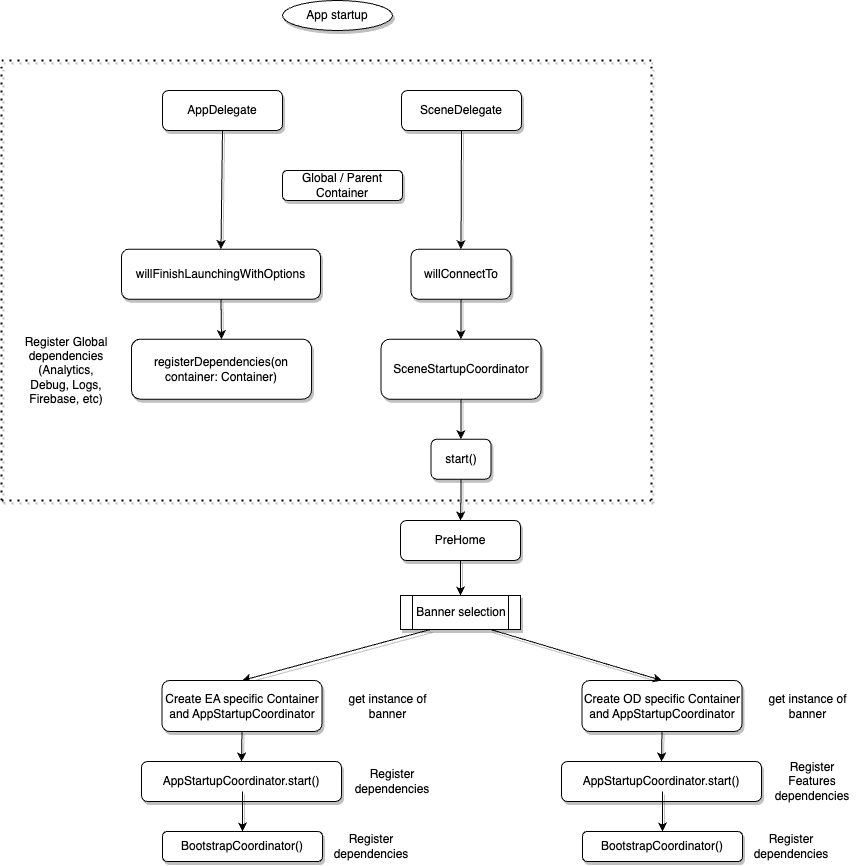 App startup
AppDelegate
SceneDelegate
Global / Parent
Container
willFinishLaunchingWithOptions
willConnectTo
Register Global
dependencies
(Analytics,
Debug, Logs,
Firebase, etc)
registerDependencies(on
container: Container)
SceneStartupCoordinator
start()
PreHome
Banner selection
Create EA specific Container
and AppStartupCoordinator
get instance of
banner
Create OD specific Container
and AppStartupCoordinator
get instance of
banner
AppStartupCoordinator.start()
Register
dependencies
AppStartupCoordinator.start()
Register
Features
dependencies
BootstrapCoordinator()
Register
dependencies
BootstrapCoordinator()
Register
dependencies